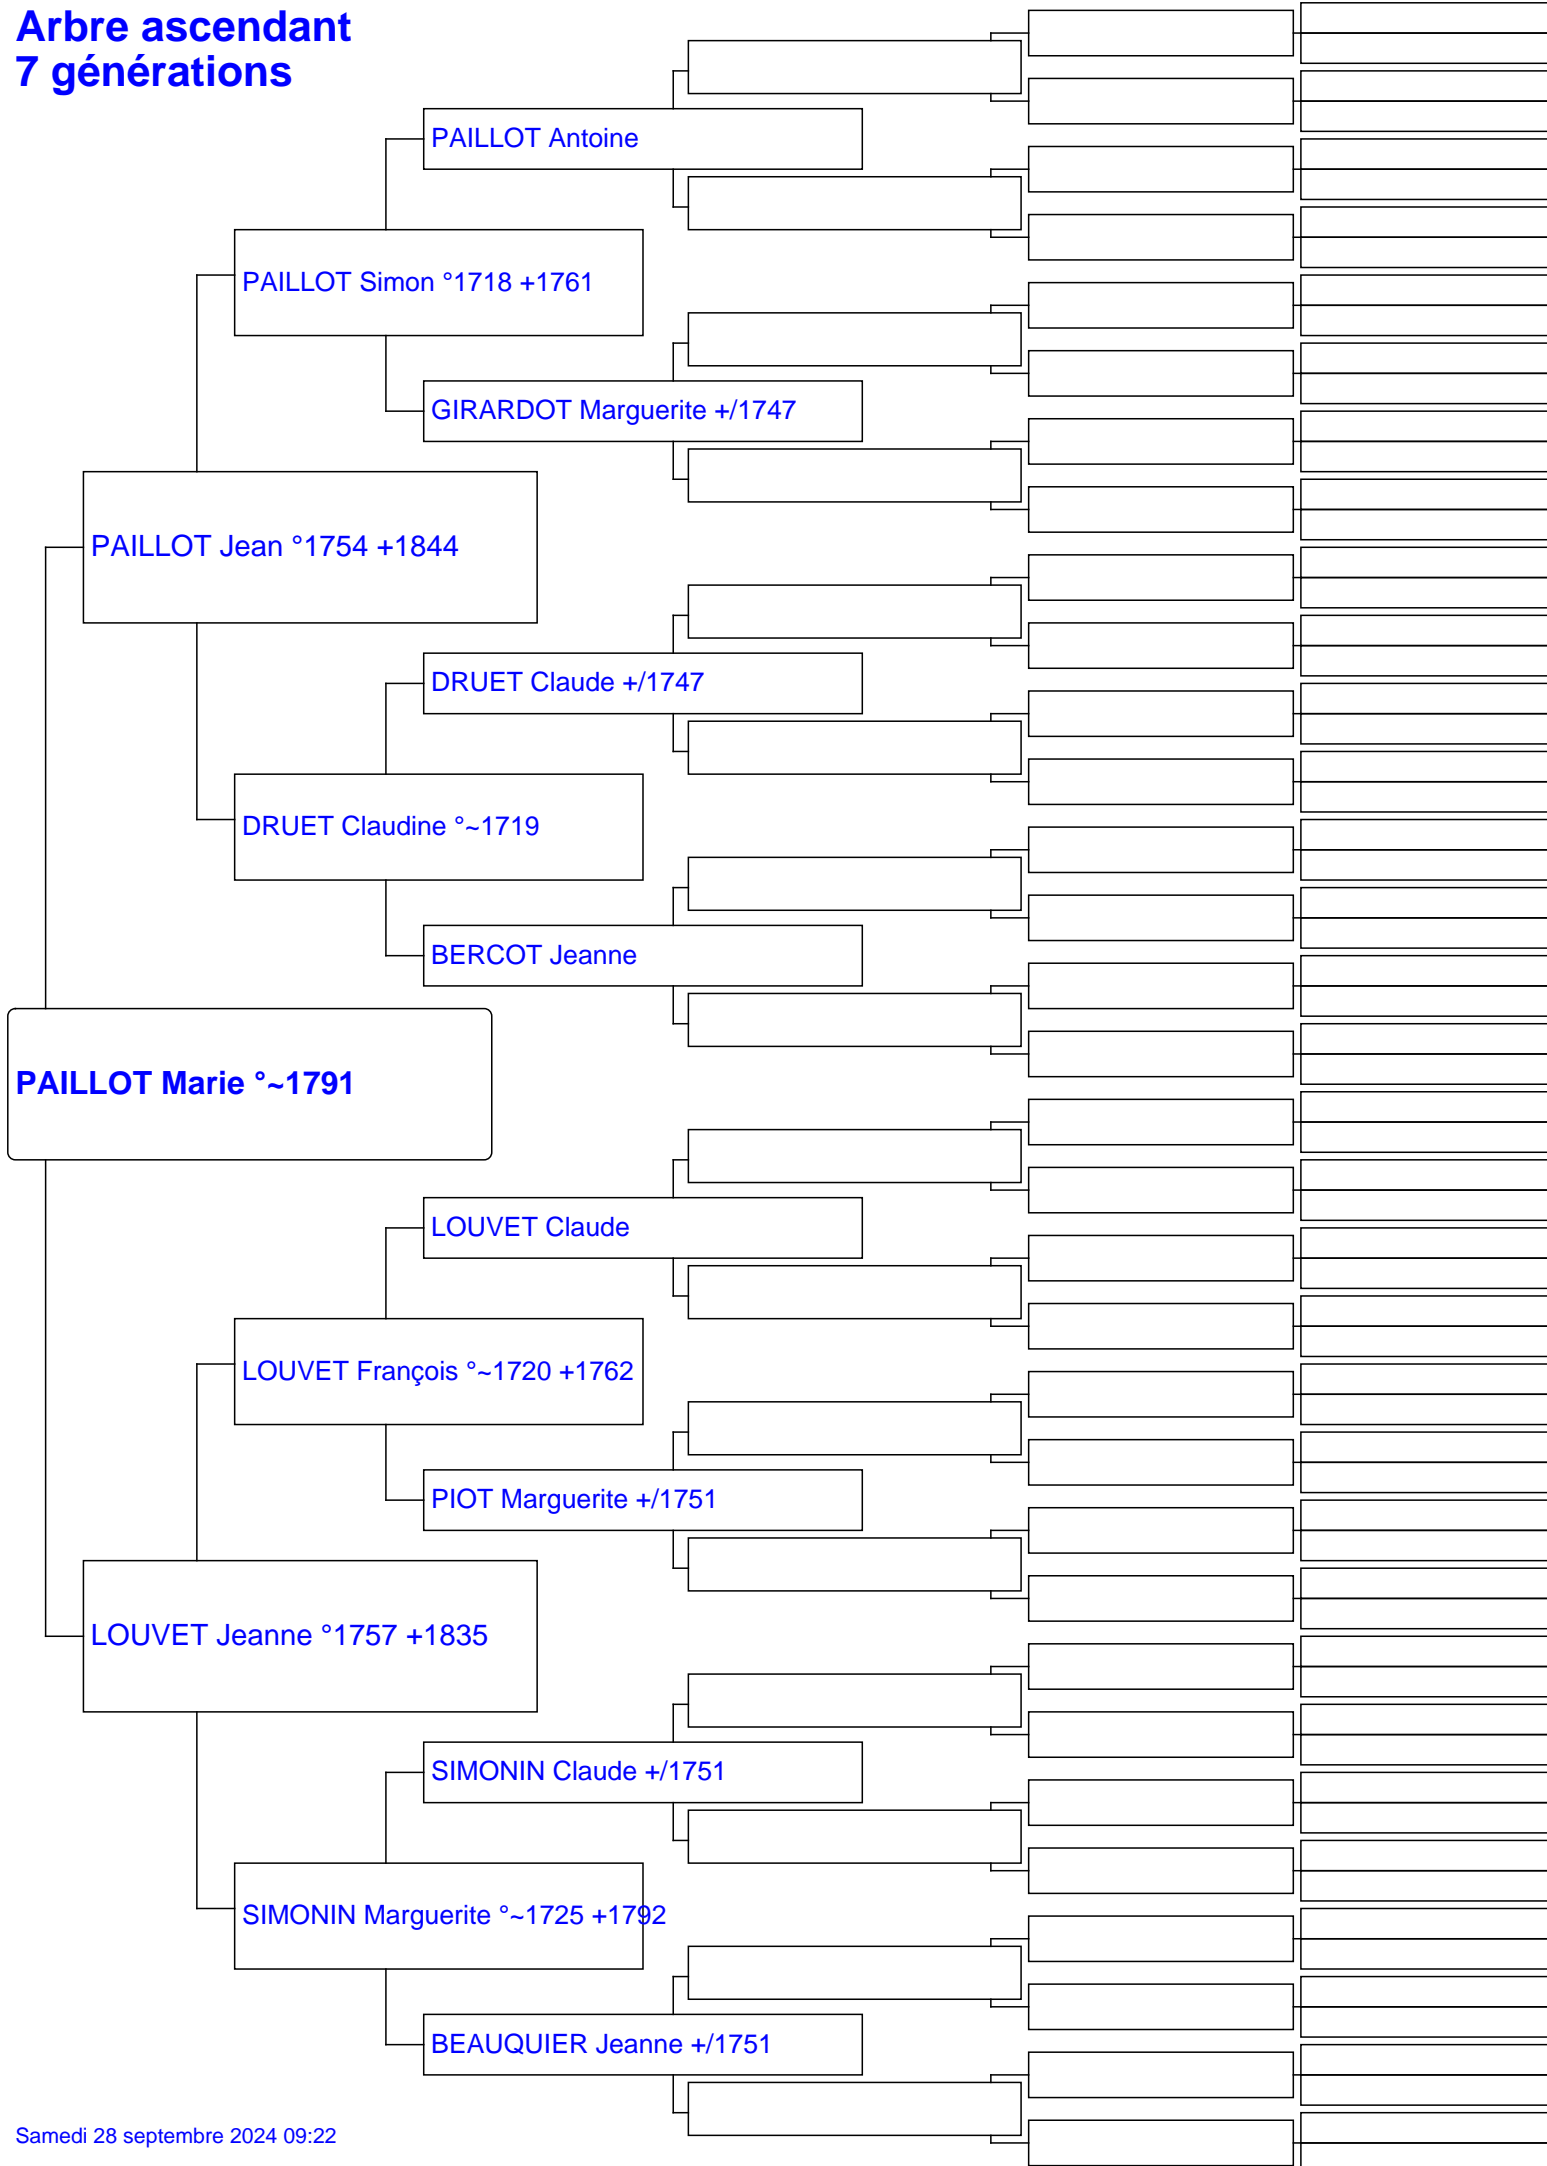 Arbre ascendant
7 générations
PAILLOT Antoine
PAILLOT Simon °1718 +1761
GIRARDOT Marguerite +/1747
PAILLOT Jean °1754 +1844
DRUET Claude +/1747
DRUET Claudine °~1719
BERCOT Jeanne
PAILLOT Marie °~1791
LOUVET Claude
LOUVET François °~1720 +1762
PIOT Marguerite +/1751
LOUVET Jeanne °1757 +1835
SIMONIN Claude +/1751
SIMONIN Marguerite °~1725 +1792
BEAUQUIER Jeanne +/1751
Samedi 28 septembre 2024 09:22